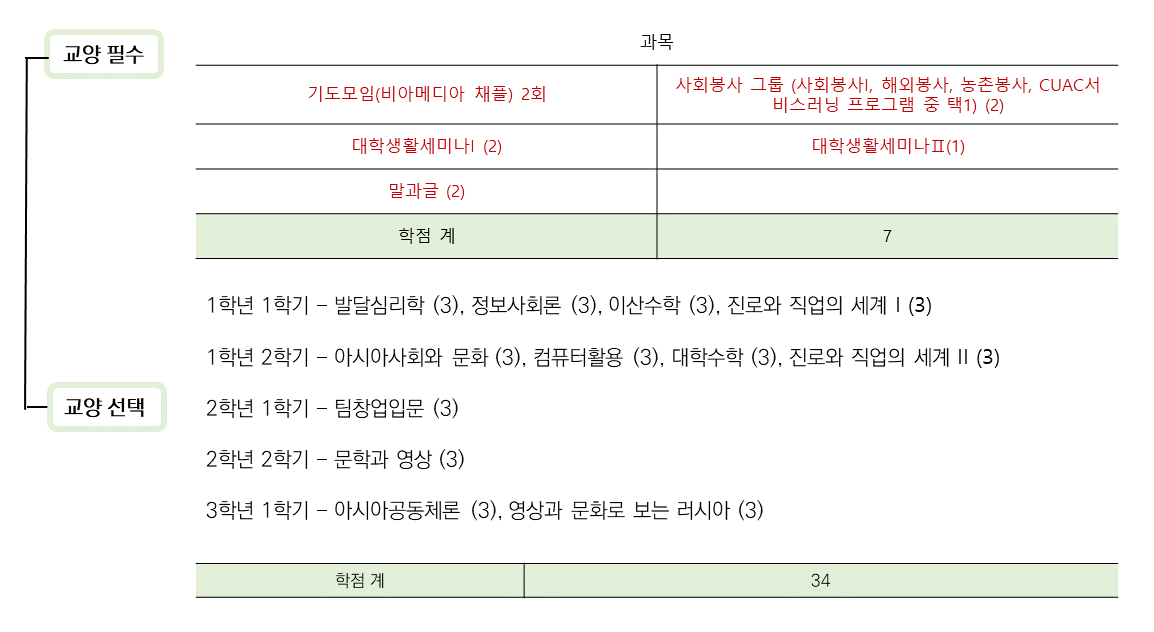 교양 필수
과목
기도모임(비아메디아 채플) 2회
사회봉사 그룹 (사회봉사I, 해외봉사, 농촌봉사, CUAC서
비스러닝 프로그램 중 택1) (2)
대학생활세미나I (2)
대학생활세미나Ⅱ(1)
말과글 (2)
학점 계
7
1학년 1학기 – 발달심리학 (3), 정보사회론 (3), 이산수학 (3), 진로와 직업의 세계 I (3)
1학년 2학기 – 아시아사회와 문화 (3), 컴퓨터활용 (3), 대학수학 (3), 진로와 직업의 세계 II (3)
교양 선택
2학년 1학기 – 팀창업입문 (3)
2학년 2학기 – 문학과 영상 (3)
3학년 1학기 – 아시아공동체론 (3), 영상과 문화로 보는 러시아 (3)
학점 계
34